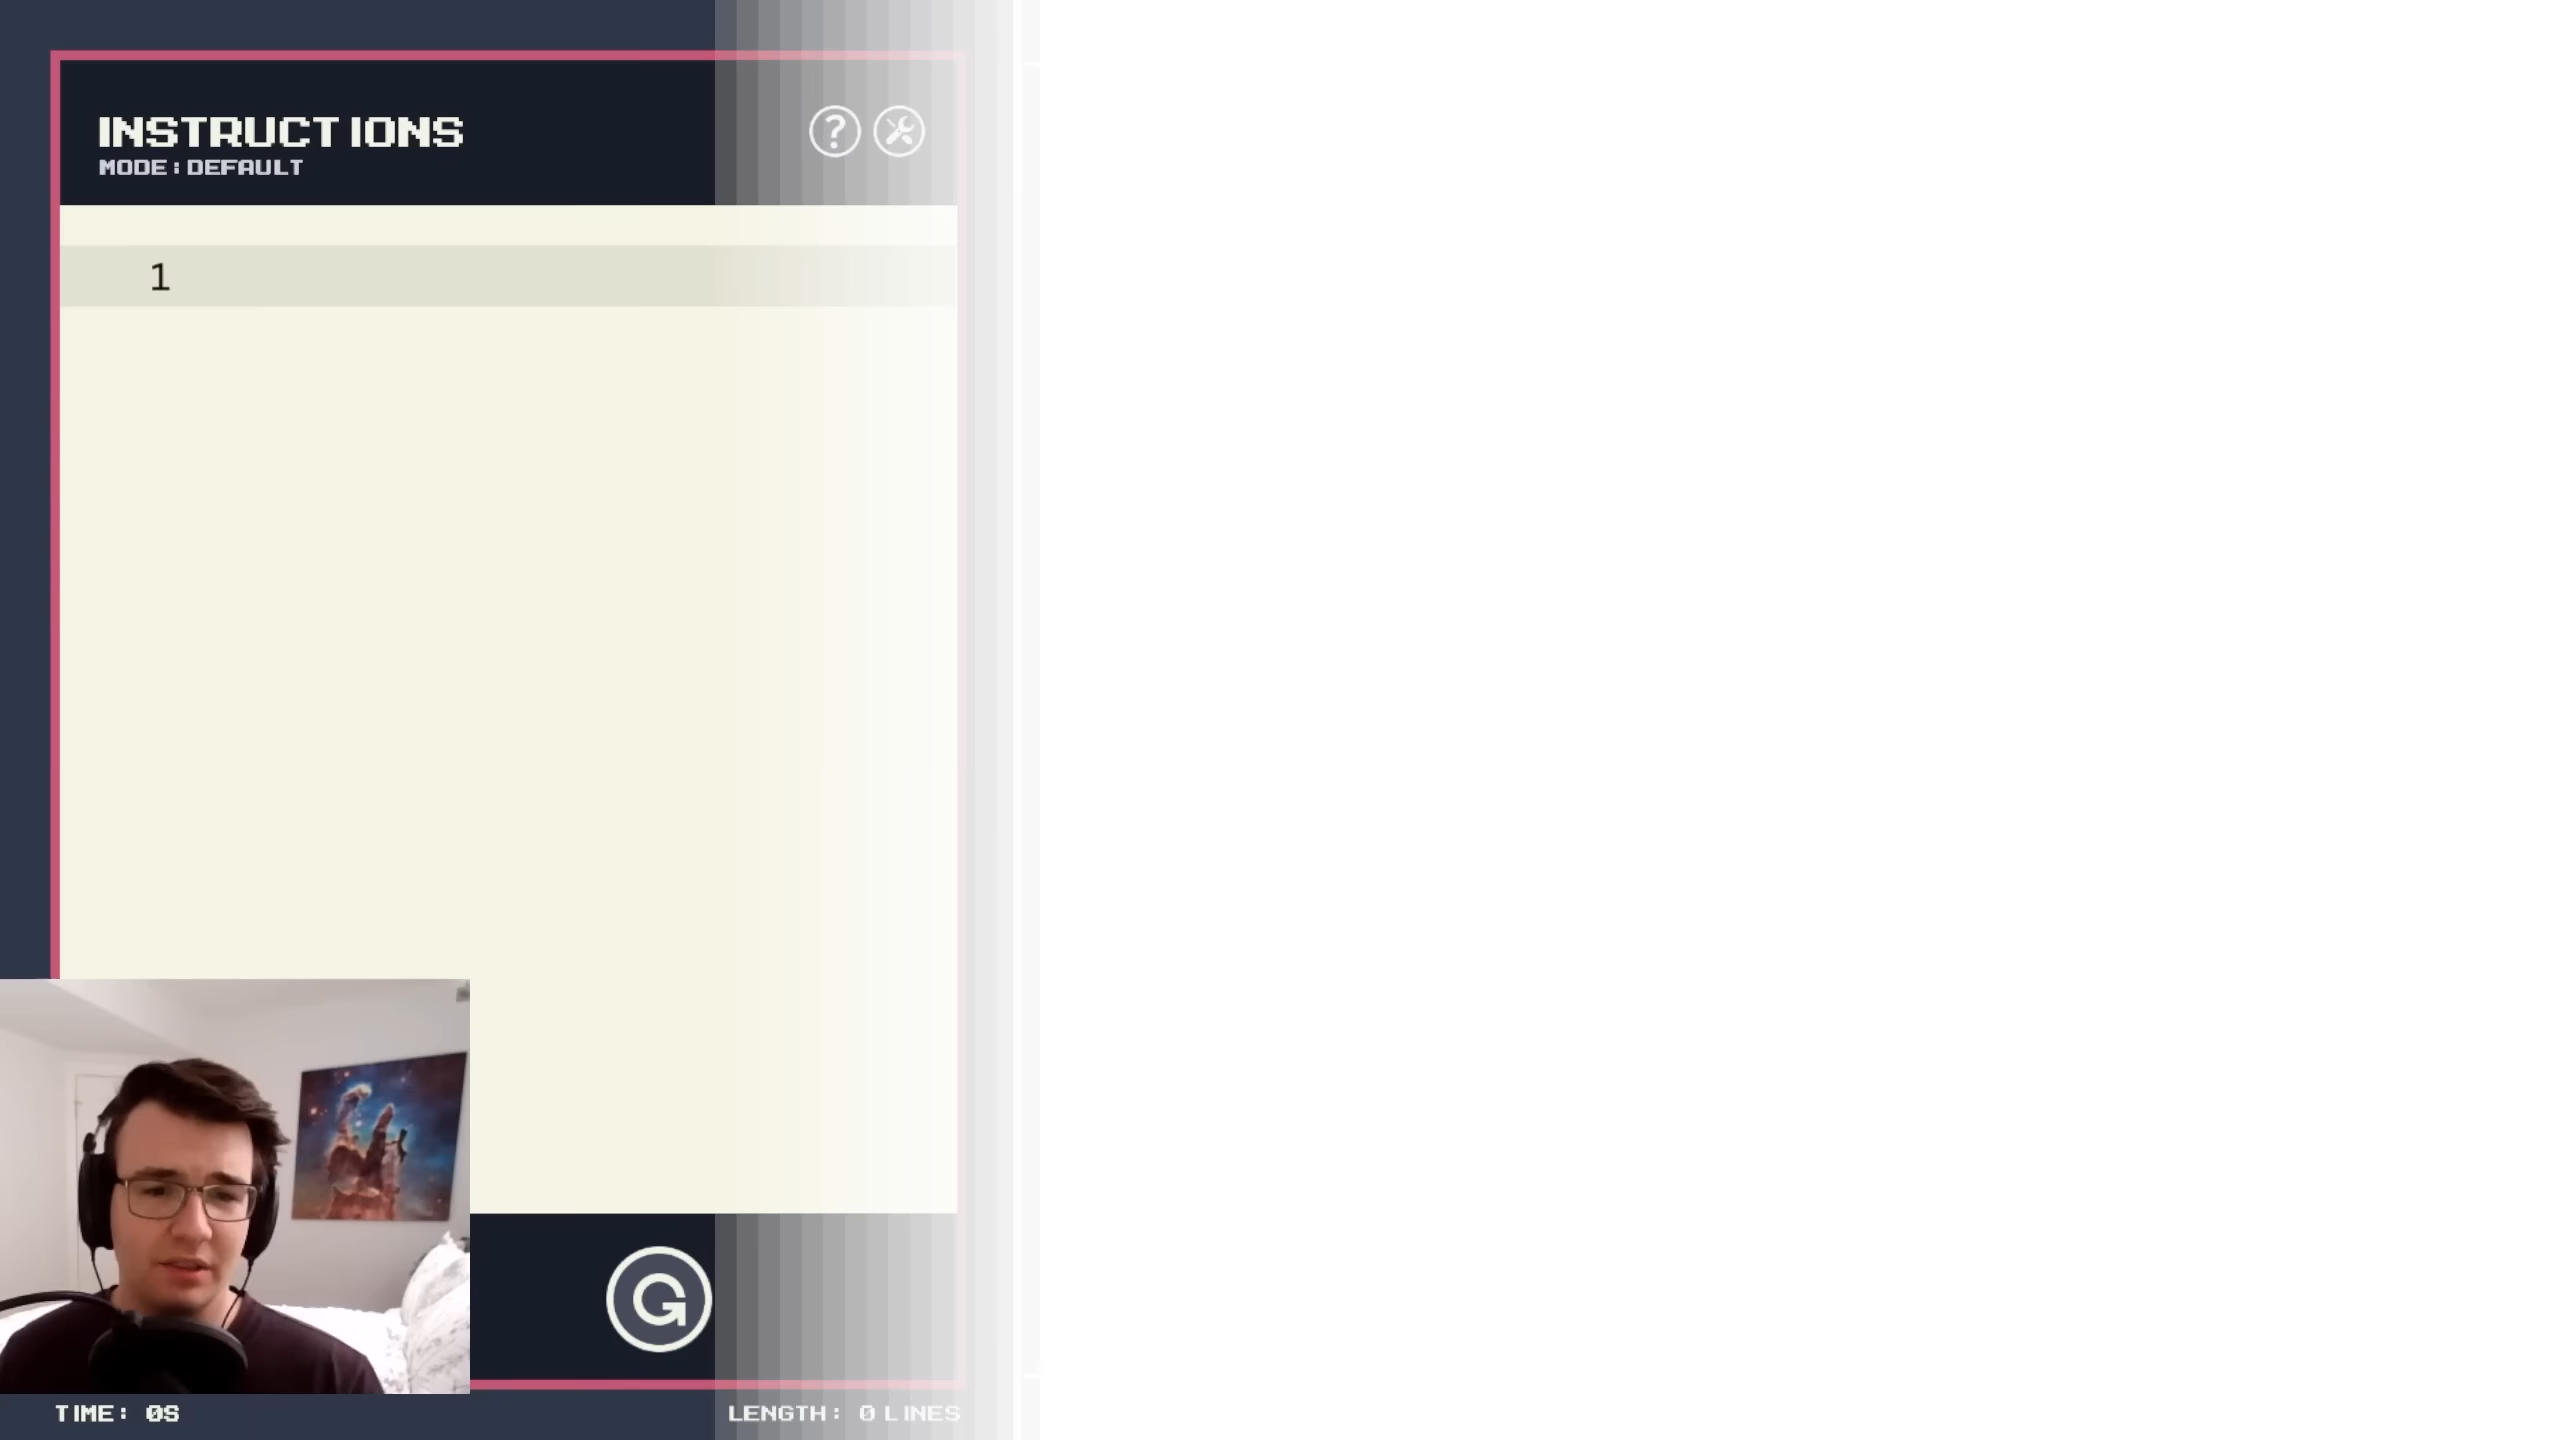 INSTRUCTIONS
MODE:DEFAULT
1
TIME: 0S
LENGTH: 0 LINES